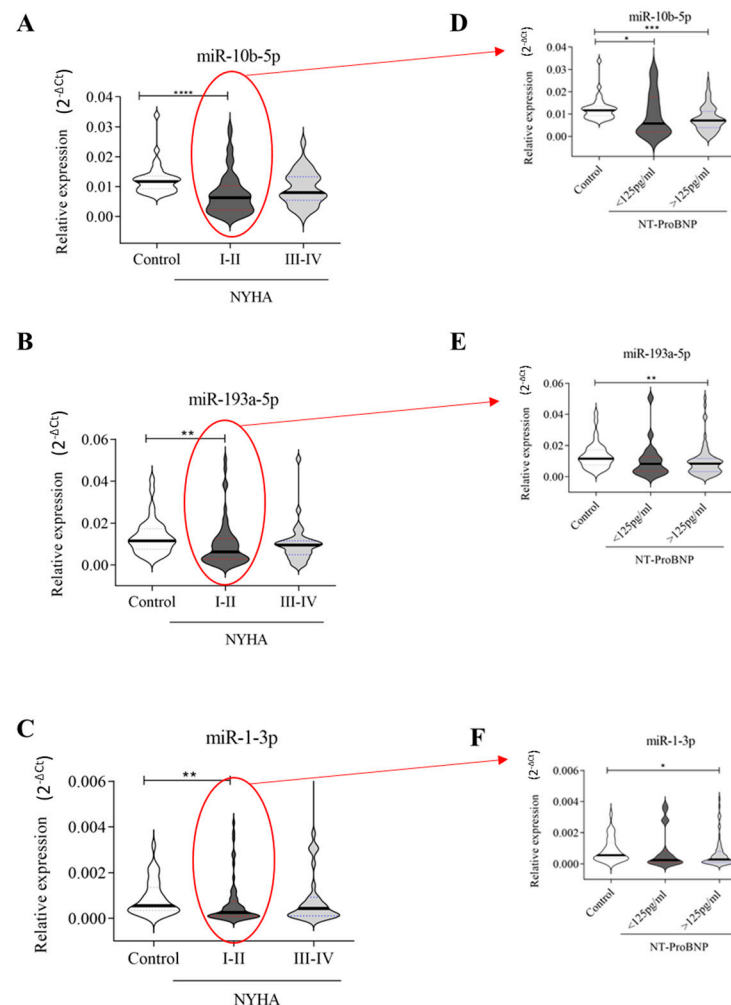 A
miR-10b-5p
Relative expression (2^-ΔCt)
****
0.04
0.03
0.02
0.01
0.00
Control
I-II
III-IV
NYHA
D
miR-10b-5p
Relative expression (2^-ΔCt)
***
*
0.04
0.03
0.02
0.01
0.00
Control
<125pg/ml
>125pg/ml
NT-ProBNP
B
miR-193a-5p
Relative expression (2^-ΔCt)
**
0.06
0.04
0.02
0.00
Control
I-II
III-IV
NYHA
E
miR-193a-5p
Relative expression (2^-ΔCt)
**
0.06
0.04
0.02
0.00
Control
<125pg/ml
>125pg/ml
NT-ProBNP
C
miR-1-3p
Relative expression (2^-ΔCt)
**
0.006
0.004
0.002
0.000
Control
I-II
III-IV
NYHA
F
miR-1-3p
Relative expression (2^-ΔCt)
*
0.006
0.004
0.002
0.000
Control
<125pg/ml
>125pg/ml
NT-ProBNP